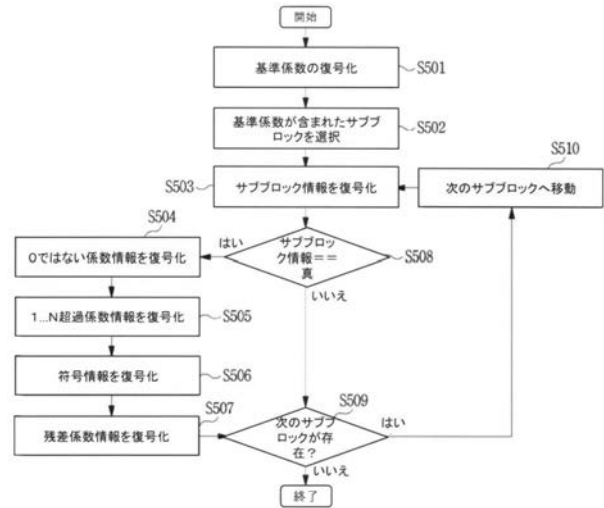 開始
基準係数の復号化
S501
基準係数が含まれたサブブ
ロックを選択
S502
S510
S503
サブブロック情報を復号化
次のサブブロックへ移動
S504
はい
サブブロ
ック情報==
真
S508
0ではない係数情報を復号化
いいえ
1...N超過係数情報を復号化
S505
符号情報を復号化
S506
S507
S509
残差係数情報を復号化
次のサブブ
ロックが存
在?
はい
いいえ
終了